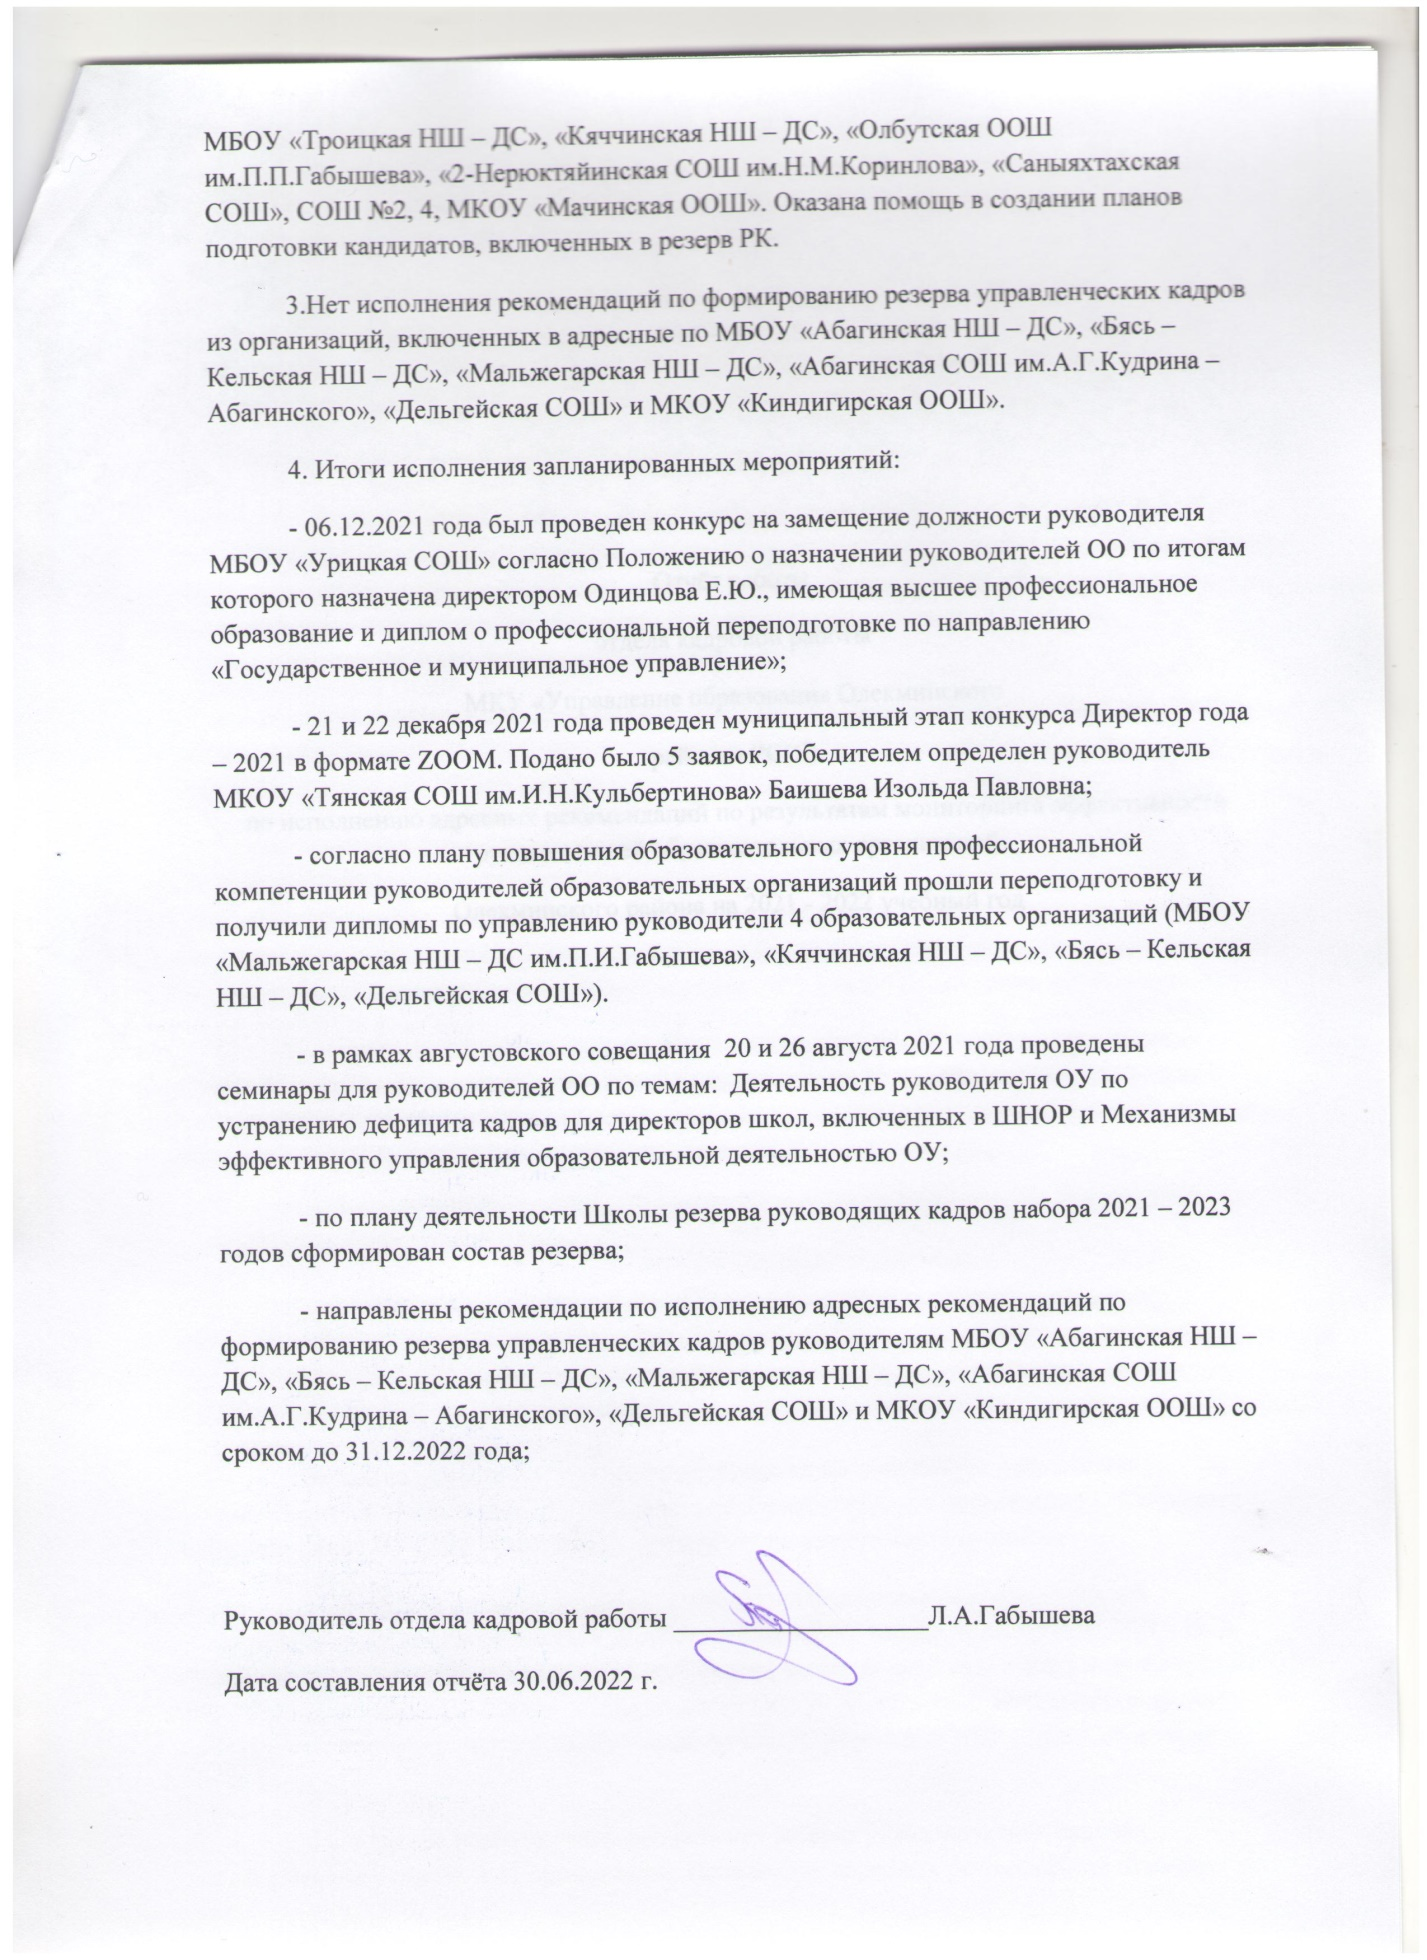 МБОУ «Троицкая НШ – ДС», «Кяччинская НШ – ДС», «Олбутская ООШ
им.П.П.Габышева», «2-Нерюктяйинская СОШ им.Н.М.Коринлова», «Саныяхтахская
СОШ», СОШ №2, 4, МКОУ «Мачинская ООШ». Оказана помощь в создании планов
подготовки кандидатов, включенных в резерв РК.
3.Нет исполнения рекомендаций по формированию резерва управленческих кадров
из организаций, включенных в адресные по МБОУ «Абагинская НШ – ДС», «Бясь –
Кельская НШ – ДС», «Мальжегарская НШ – ДС», «Абагинская СОШ им.А.Г.Кудрина –
Абагинского», «Дельгейская СОШ» и МКОУ «Киндигирская ООШ».
4. Итоги исполнения запланированных мероприятий:
- 06.12.2021 года был проведен конкурс на замещение должности руководителя
МБОУ «Урицкая СОШ» согласно Положению о назначении руководителей ОО по итогам
которого назначена директором Одинцова Е.Ю., имеющая высшее профессиональное
образование и диплом о профессиональной переподготовке по направлению
«Государственное и муниципальное управление»;
- 21 и 22 декабря 2021 года проведен муниципальный этап конкурса Директор года
– 2021 в формате ZOOM. Подано было 5 заявок, победителем определен руководитель
МКОУ «Тянская СОШ им.И.Н.Кульбертинова» Баишева Изольда Павловна;
- согласно плану повышения образовательного уровня профессиональной
компетенции руководителей образовательных организаций прошли переподготовку и
получили дипломы по управлению руководители 4 образовательных организаций (МБОУ
«Мальжегарская НШ – ДС им.П.И.Габышева», «Кяччинская НШ – ДС», «Бясь – Кельская
НШ – ДС», «Дельгейская СОШ»).
- в рамках августовского совещания 20 и 26 августа 2021 года проведены
семинары для руководителей ОО по темам: Деятельность руководителя ОУ по
устранению дефицита кадров для директоров школ, включенных в ШНОР и Механизмы
эффективного управления образовательной деятельностью ОУ;
- по плану деятельности Школы резерва руководящих кадров набора 2021 – 2023
годов сформирован состав резерва;
- направлены рекомендации по исполнению адресных рекомендаций по
формированию резерва управленческих кадров руководителям МБОУ «Абагинская НШ –
ДС», «Бясь – Кельская НШ – ДС», «Мальжегарская НШ – ДС», «Абагинская СОШ
им.А.Г.Кудрина – Абагинского», «Дельгейская СОШ» и МКОУ «Киндигирская ООШ» со
сроком до 31.12.2022 года;
Руководитель отдела кадровой работы ___________________Л.А.Габышева
Дата составления отчёта 30.06.2022 г.